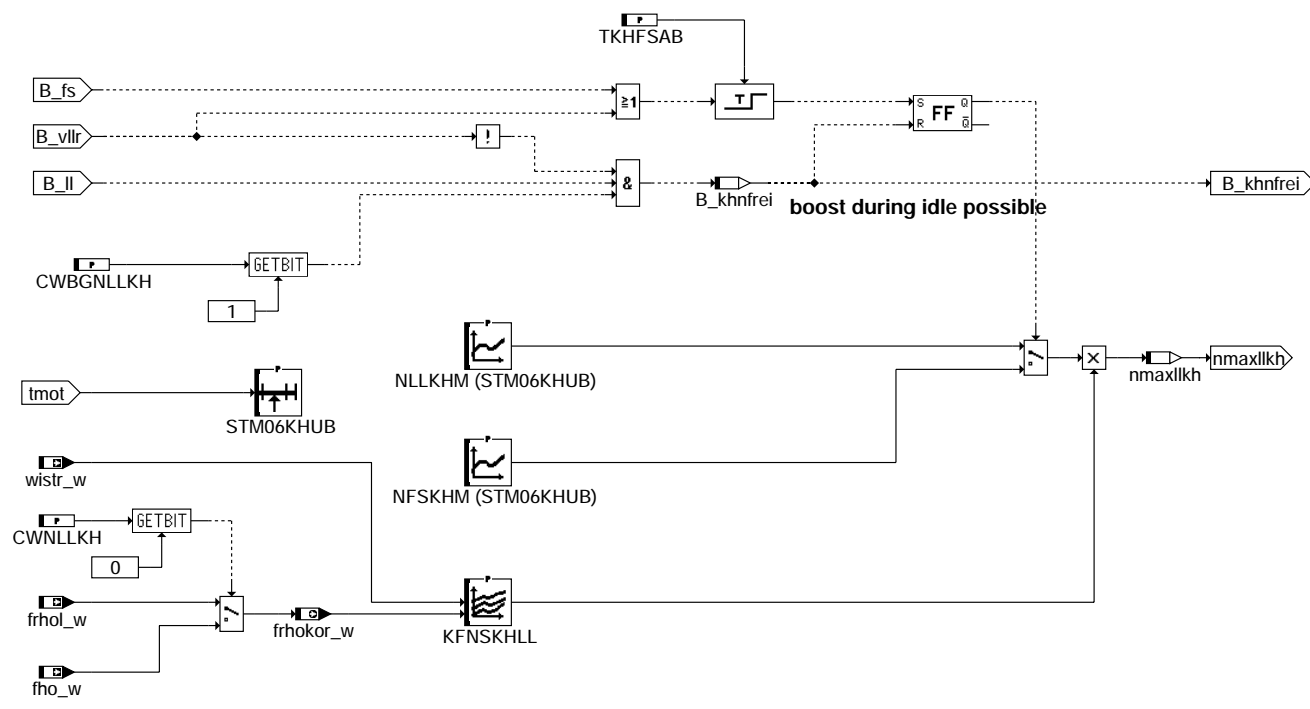 P
TKHFSAB
B_fs
≥1
T
S Q
R Q
FF
B_vllr
!
B_ll
&
B_khnfrei
B_khnfrei
boost during idle possible
P
GETBIT
CWBGNLLKH
1
P
NLLKHM (STM06KHUB)
x
nmaxllkh
nmaxllkh
tmot
P
STM06KHUB
P
NFSKHM (STM06KHUB)
wistr_w
P
GETBIT
CWNLLKH
0
P
KFNSKHLL
frhol_w
frhokor_w
fho_w